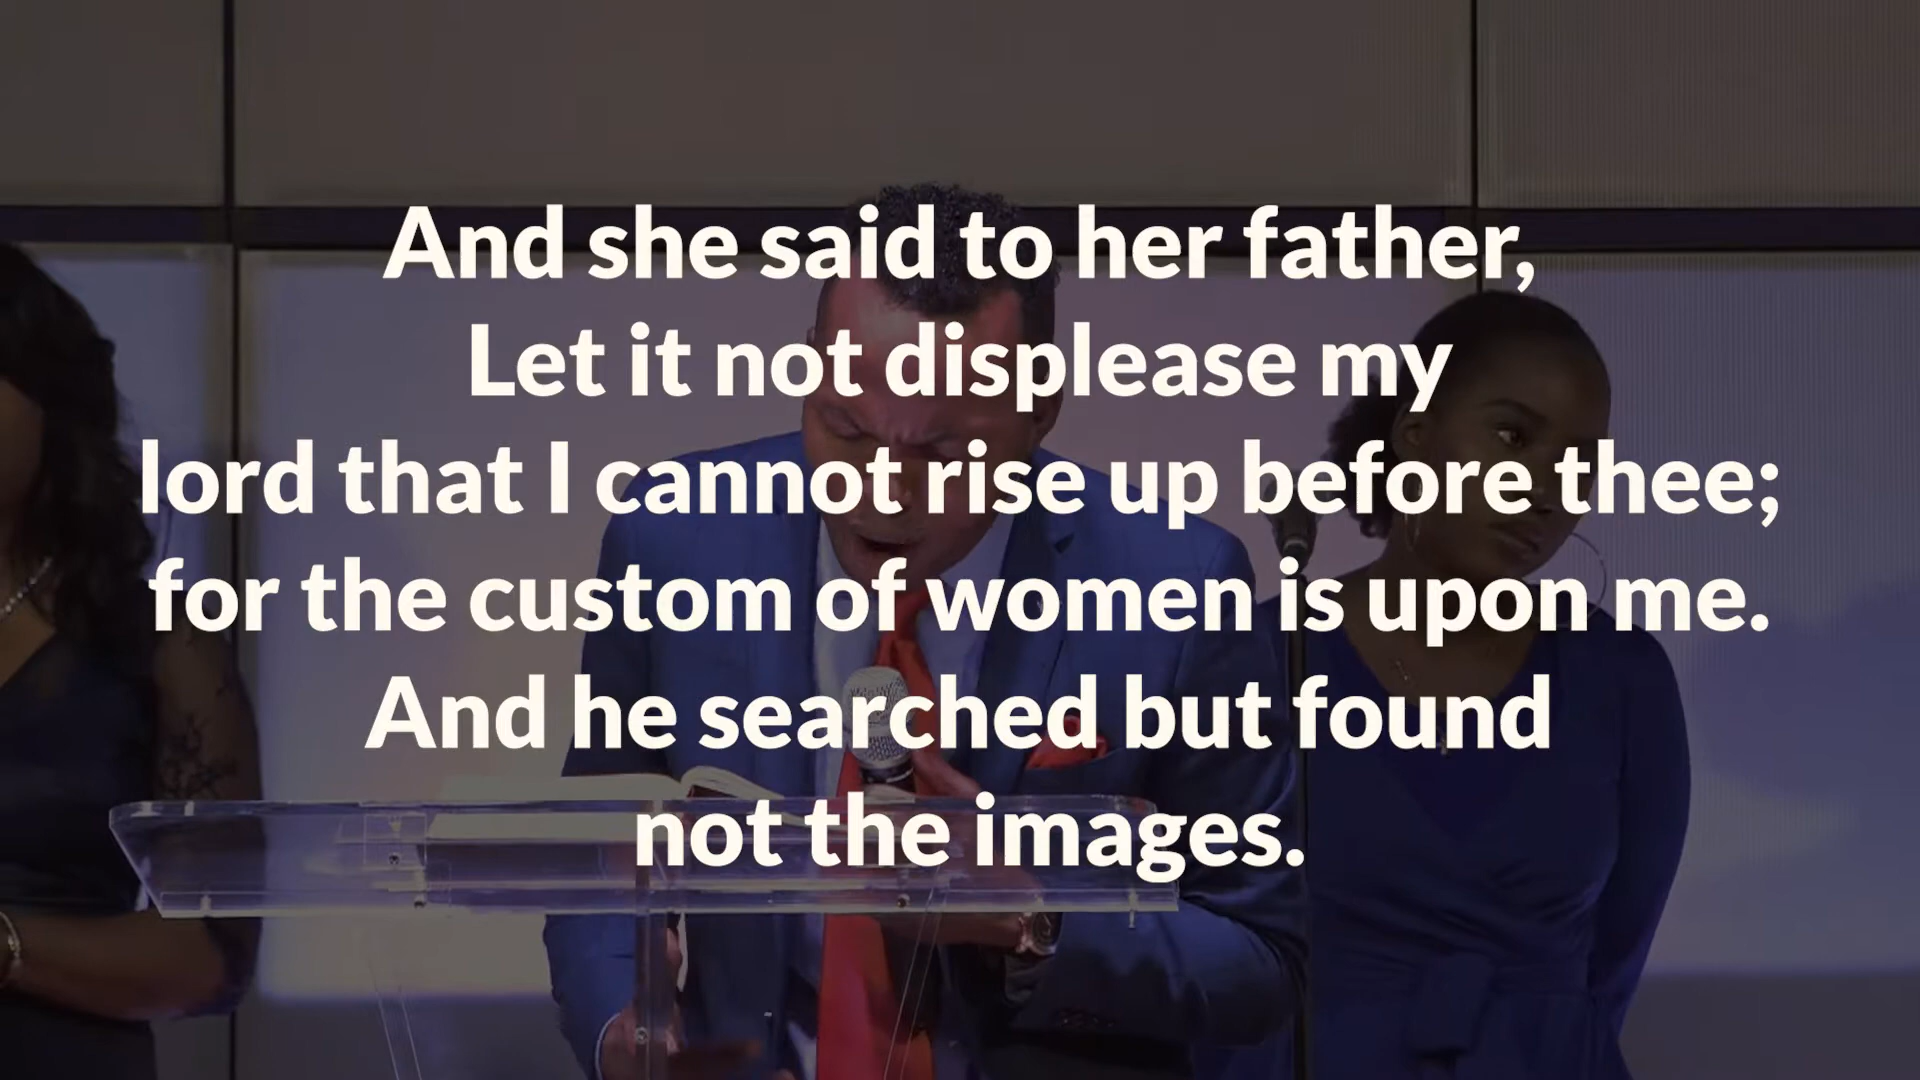 And she said to her father,
Let it not displease my
lord that I cannot rise up before thee;
for the custom of women is upon me.
And he searched but found
not the images.